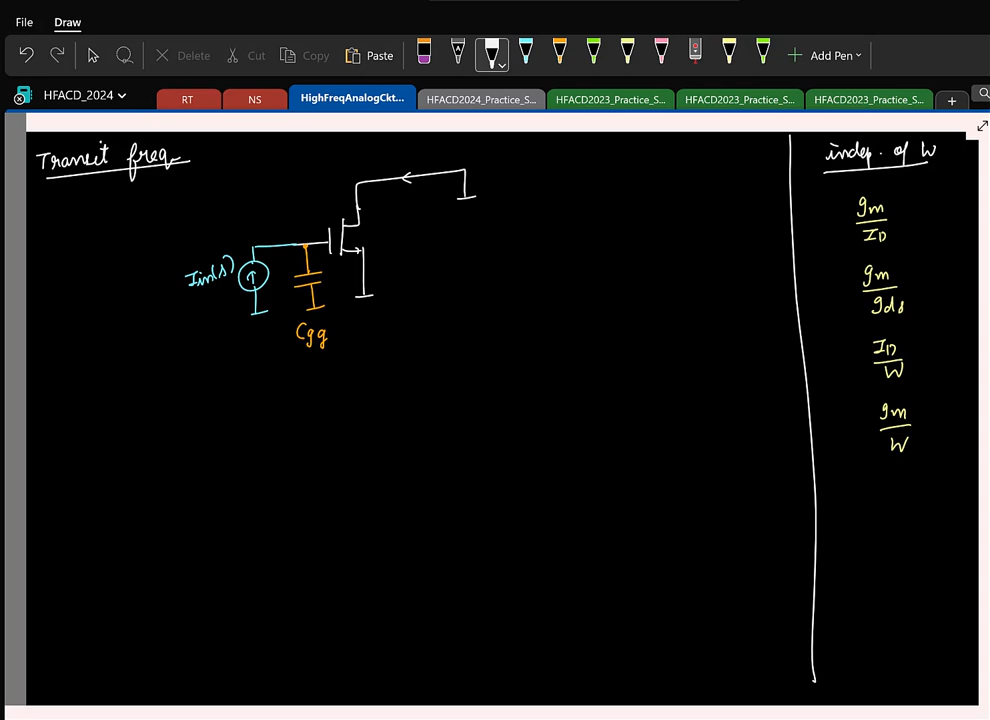 File Draw
Delete Cut Copy Paste Add Pen
HFACD_2024 RT NS HighFreqAnalogCkt... HFACD2024_Practice_S... HFACD2023_Practice_S... HFACD2023_Practice_S... HFACD2023_Practice_S... +
Transit freq
Iin(s)
Cgg
indep. of W
gm
ID
gm
gds
ID
W
gm
W